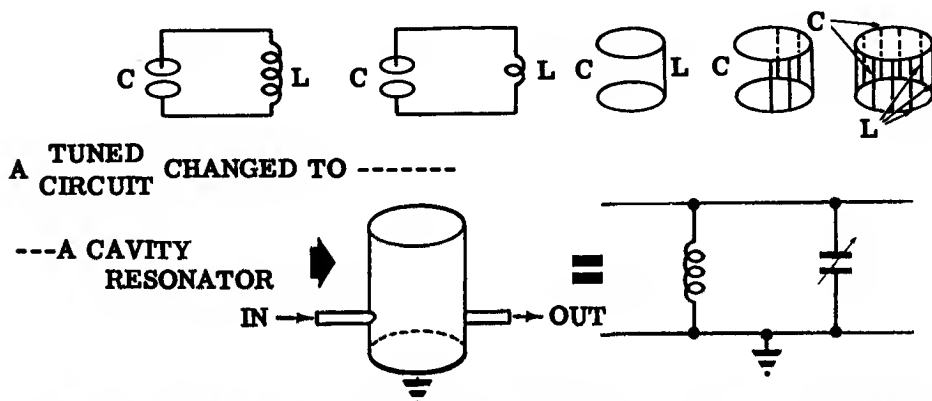 C L C L C L C C L
A TUNED CIRCUIT CHANGED TO -------
---A CAVITY
RESONATOR
IN OUT